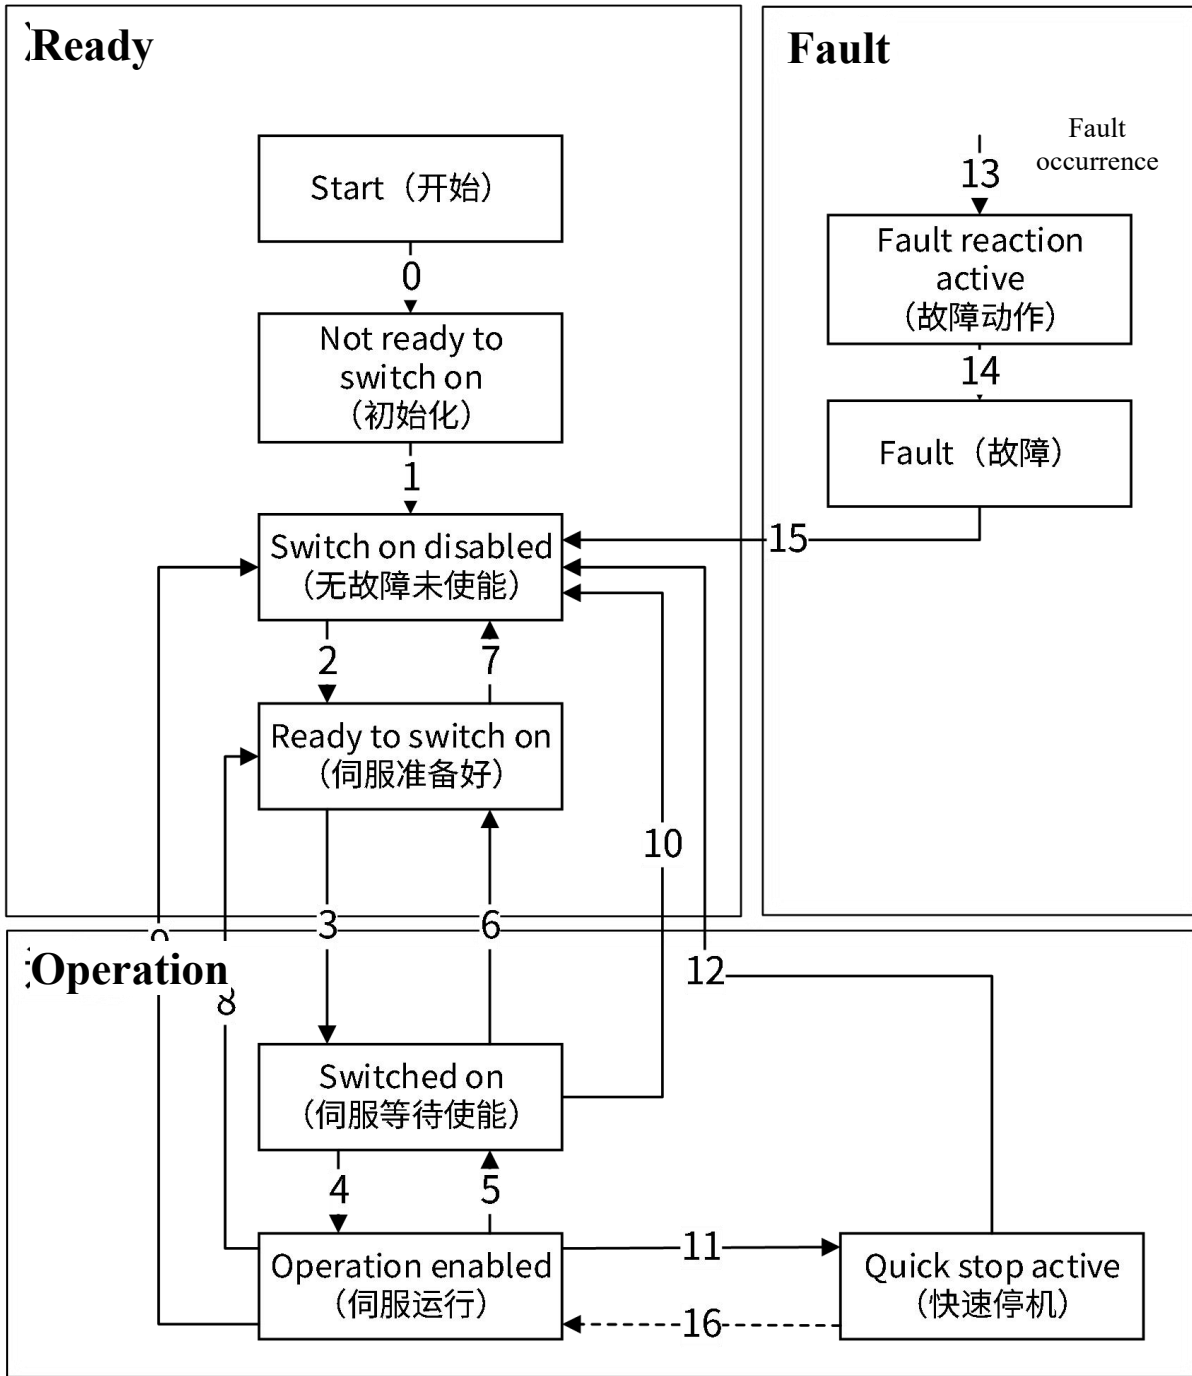 Ready
Fault
Fault
occurrence
13
Start（开始）
Fault reaction
active
（故障动作）
0
Not ready to
switch on
（初始化）
14
Fault（故障）
1
15
Switch on disabled
（无故障未使能）
2
7
Ready to switch on
（伺服准备好）
10
3
6
Operation
12
8
Switched on
（伺服等待使能）
4
5
11
Operation enabled
（伺服运行）
Quick stop active
（快速停机）
16